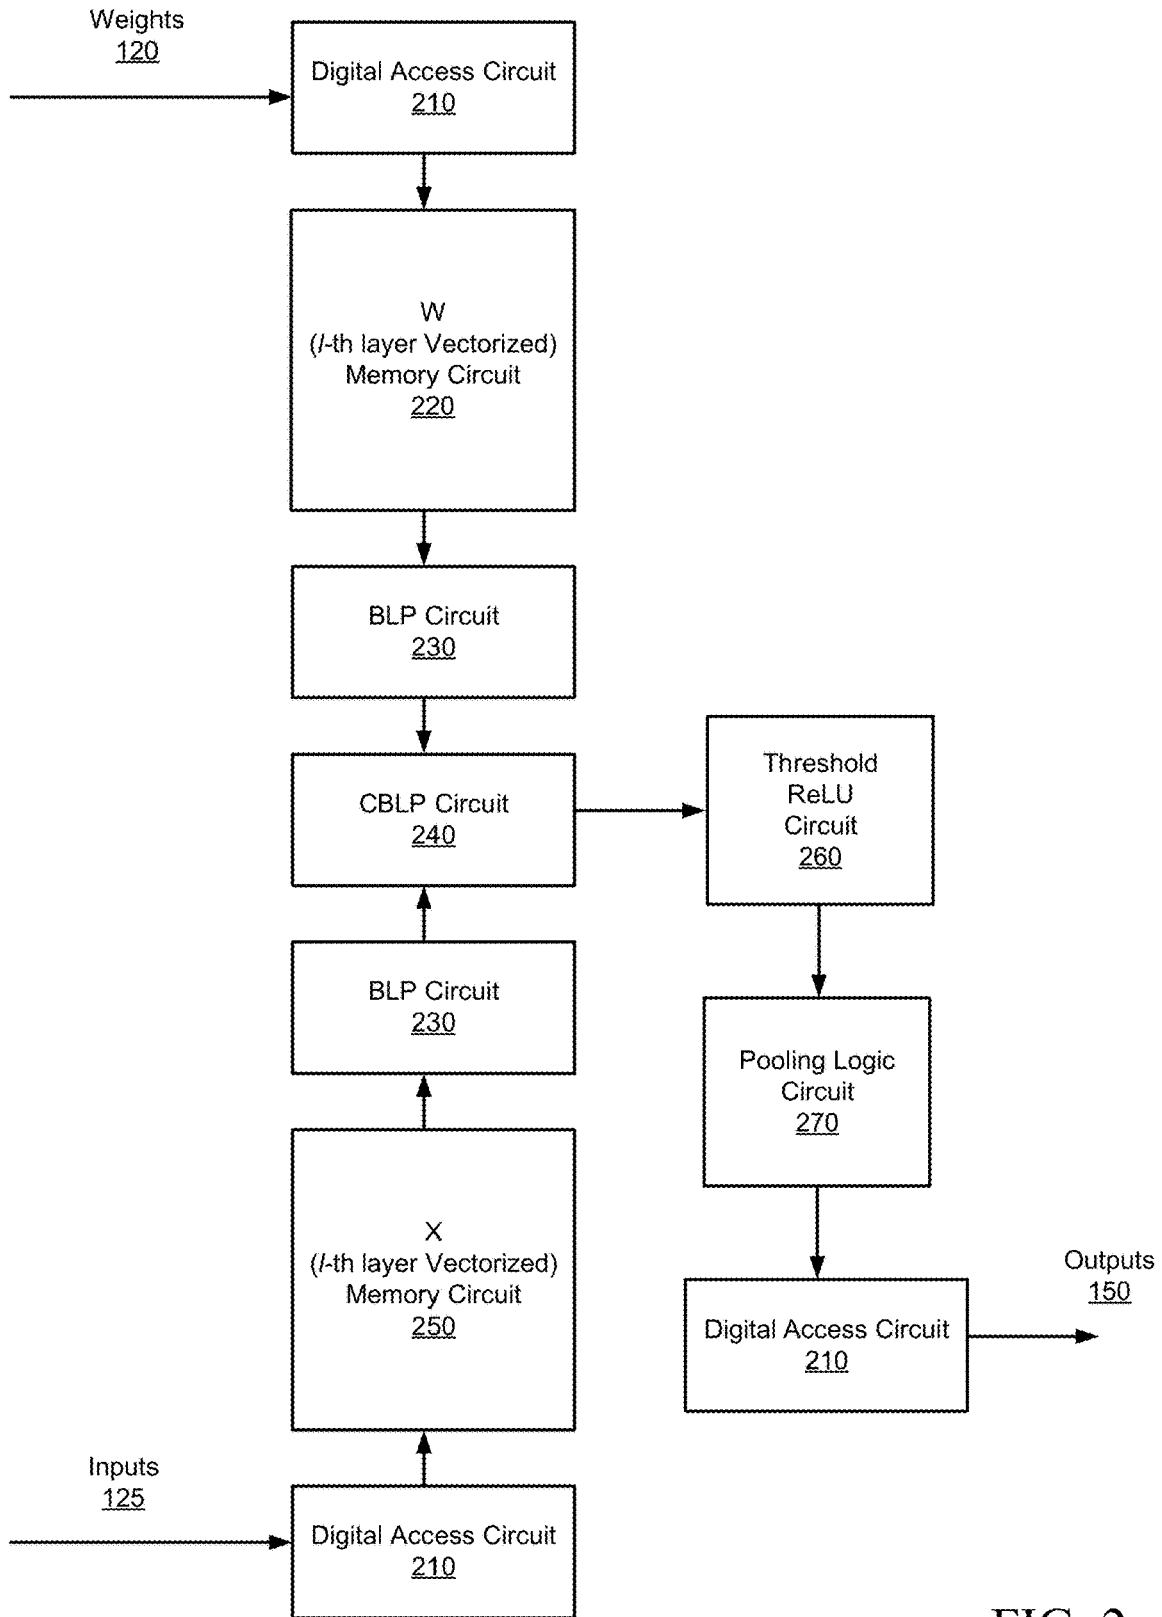 Weights
120
Digital Access Circuit
210
W
(l-th layer Vectorized)
Memory Circuit
220
BLP Circuit
230
CBLP Circuit
240
Threshold
ReLU
Circuit
260
BLP Circuit
230
Pooling Logic
Circuit
270
X
(l-th layer Vectorized)
Memory Circuit
250
Outputs
150
Digital Access Circuit
210
Inputs
125
Digital Access Circuit
210
FIG. 2